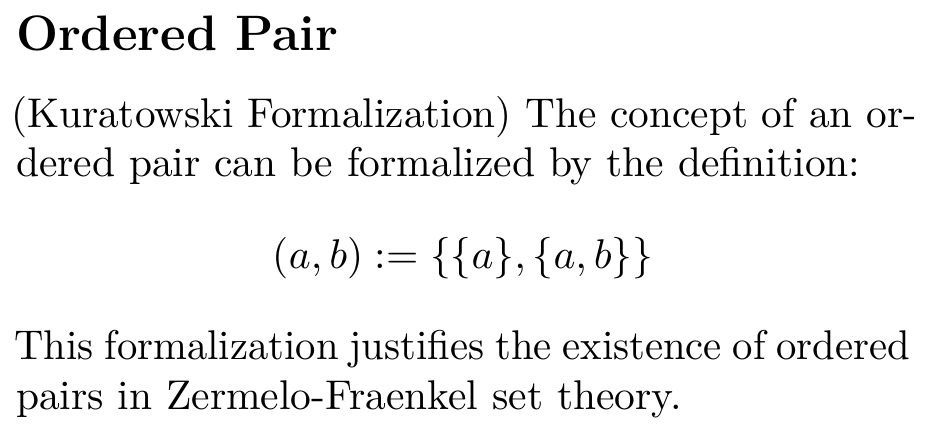 Ordered Pair
(Kuratowski Formalization) The concept of an or-
dered pair can be formalized by the definition:
(a, b) := {{a}, {a, b}}
This formalization justifies the existence of ordered
pairs in Zermelo-Fraenkel set theory.